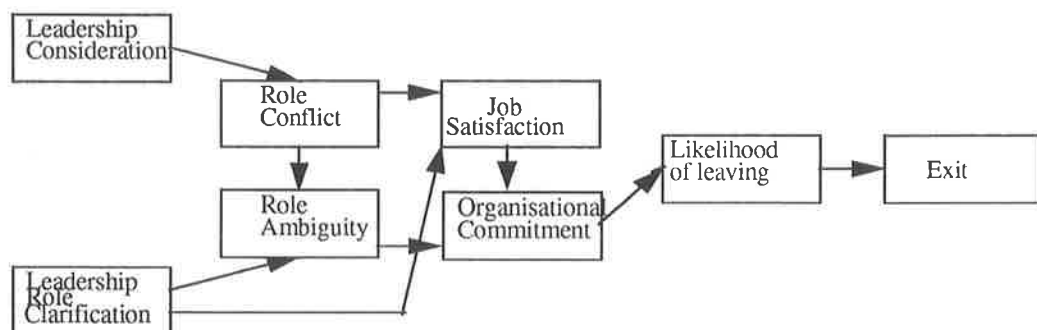 Leadership
Consideration
Role
Conflict
Job
Satisfaction
Likelihood
of leaving
Exit
Role
Ambiguity
Organisational
Commitment
Leadership
Role
Clarification